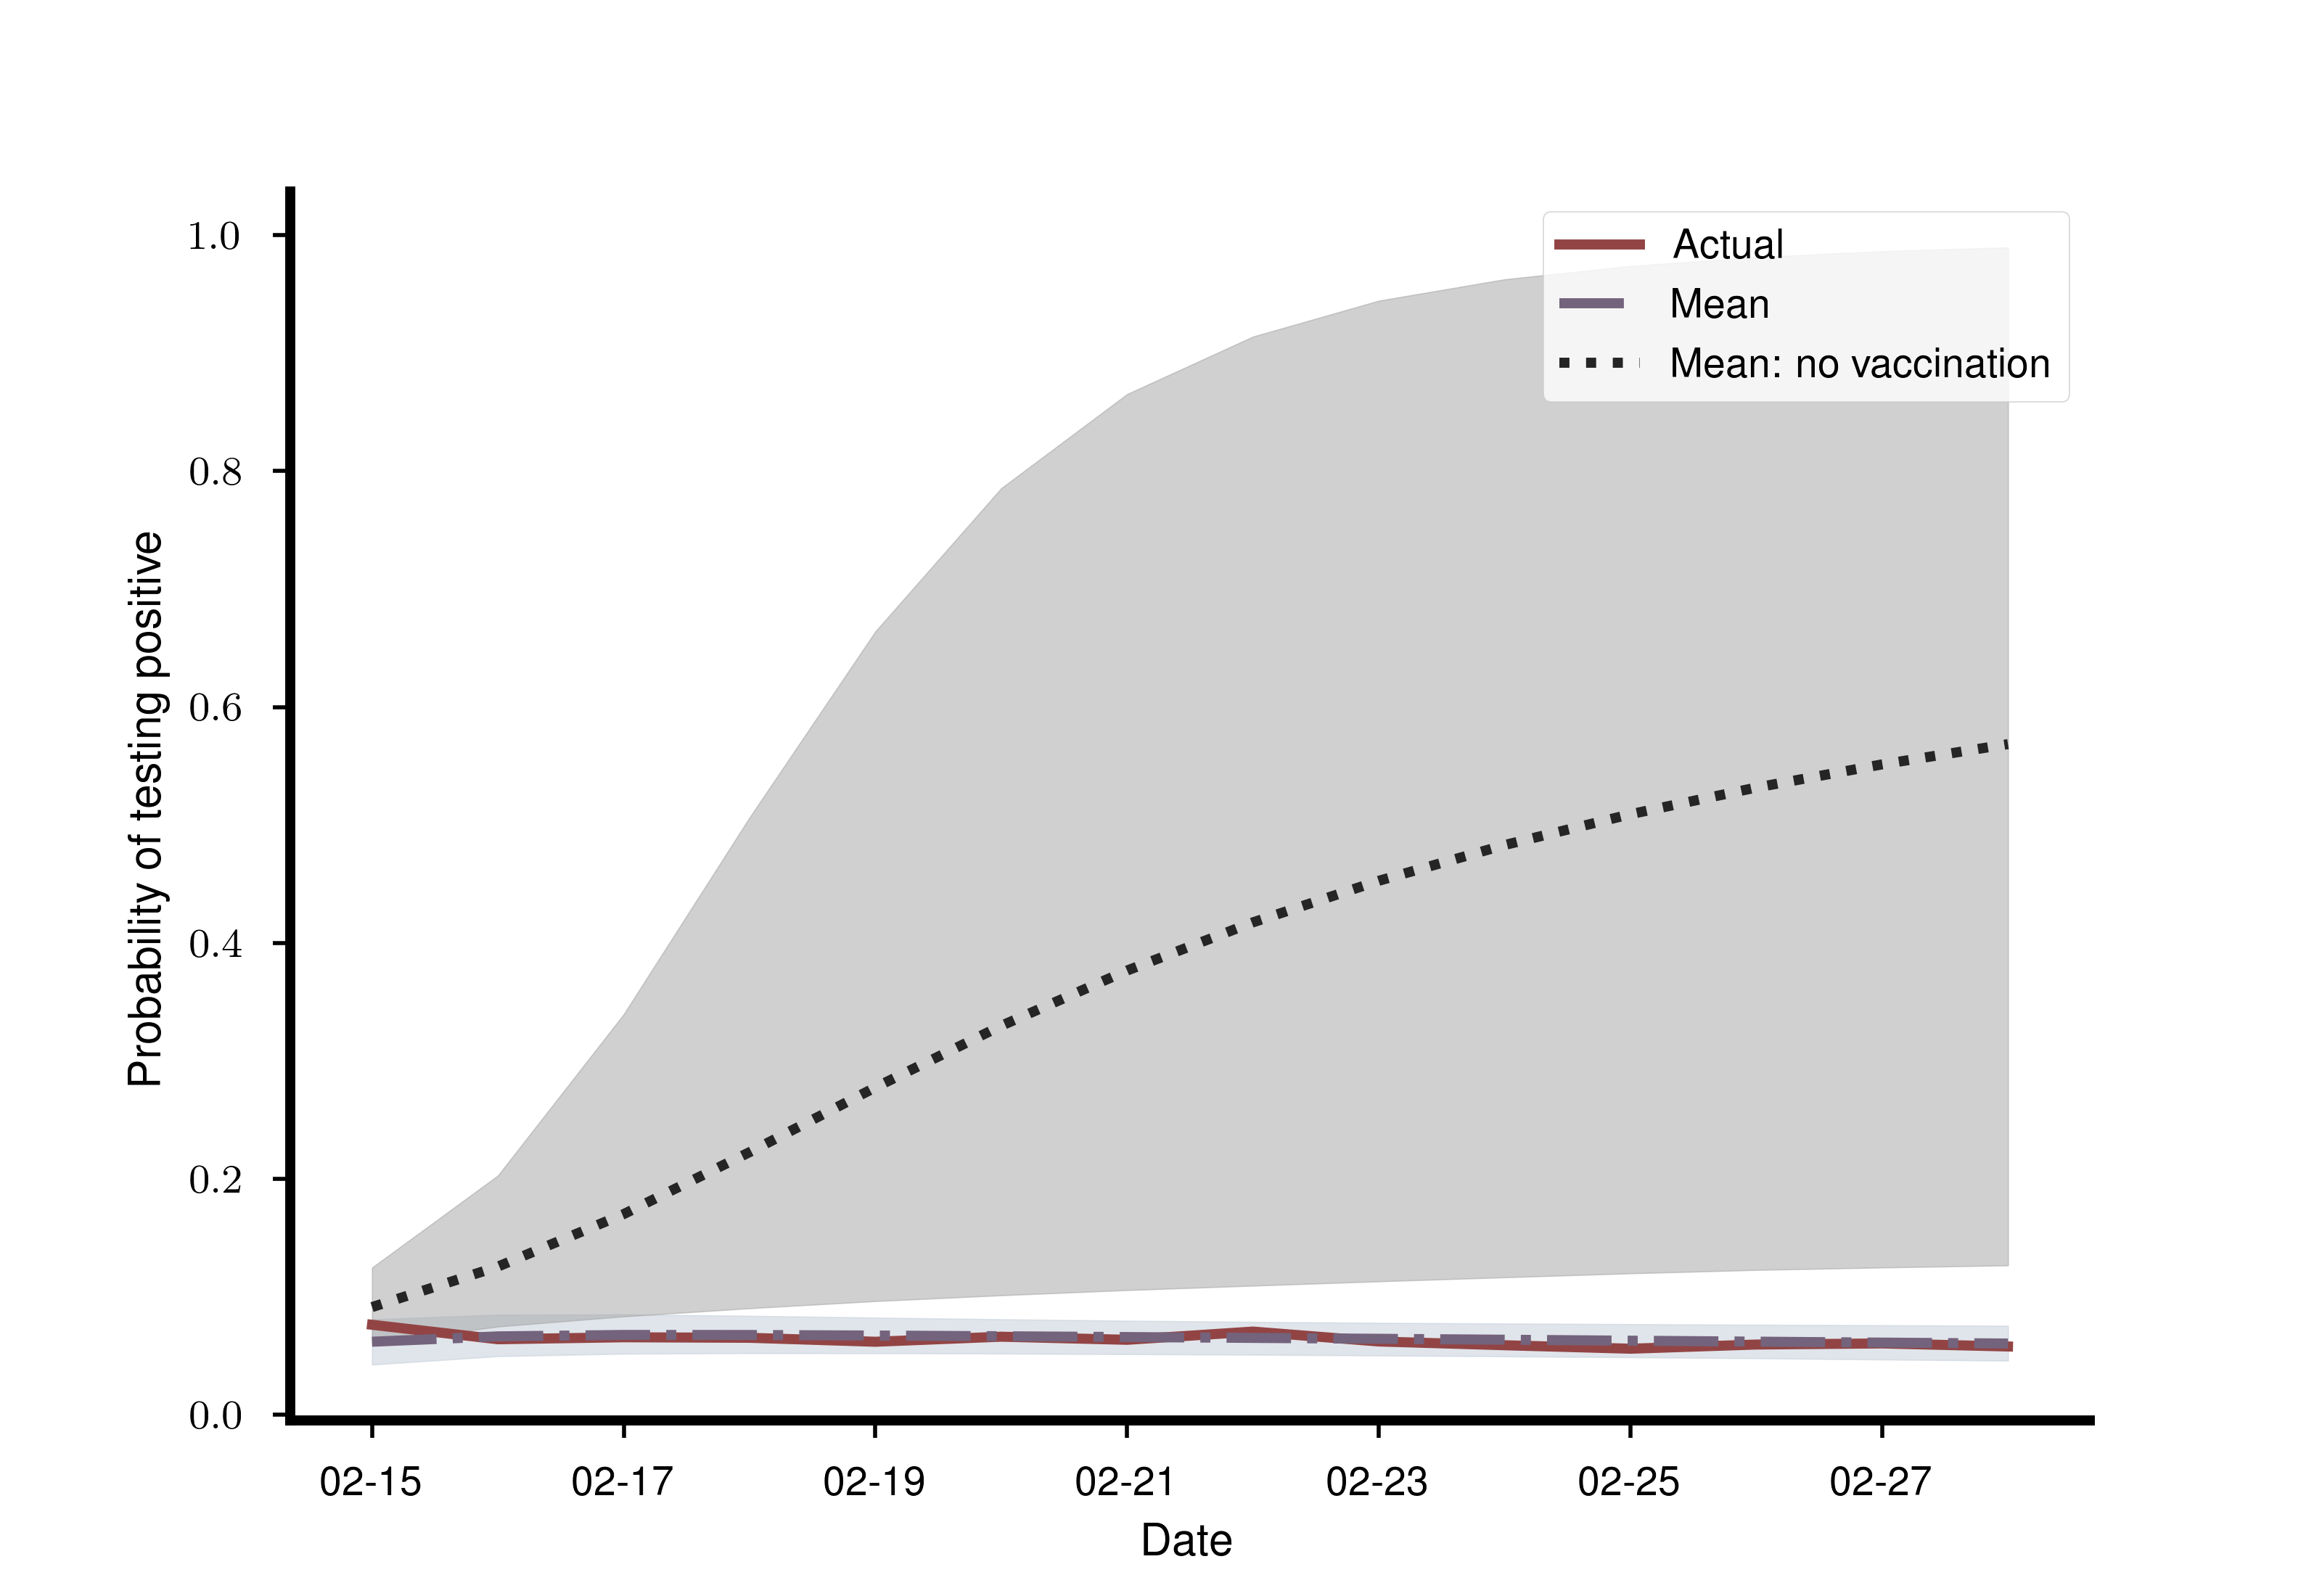 Actual
Mean
Mean: no vaccination
1.0
0.8
0.6
0.4
0.2
0.0
Probability of testing positive
02-15
02-17
02-19
02-21
02-23
02-25
02-27
Date